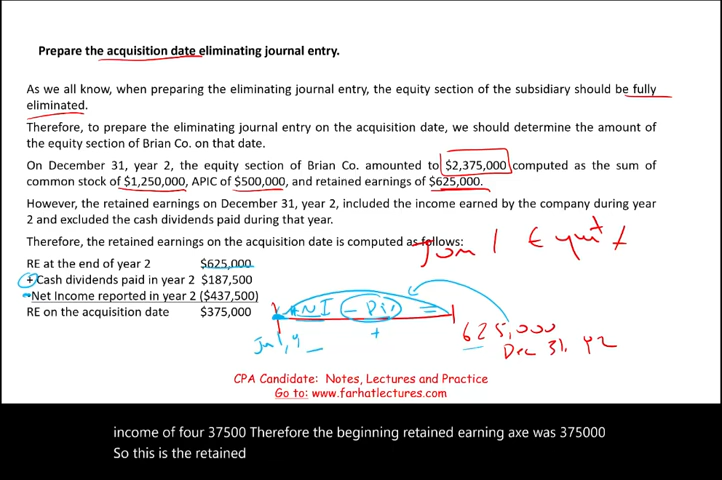 Prepare the acquisition date eliminating journal entry.
As we all know, when preparing the eliminating journal entry, the equity section of the subsidiary should be fully
eliminated.
Therefore, to prepare the eliminating journal entry on the acquisition date, we should determine the amount of
the equity section of Brian Co. on that date.
On December 31, year 2, the equity section of Brian Co. amounted to $2,375,000 computed as the sum of
common stock of $1,250,000, APIC of $500,000, and retained earnings of $625,000.
However, the retained earnings on December 31, year 2, included the income earned by the company during year
2 and excluded the cash dividends paid during that year.
Therefore, the retained earnings on the acquisition date is computed as follows:
Jan 1 Equity
RE at the end of year 2 $625,000
+ Cash dividends paid in year 2 $187,500
-Net Income reported in year 2 ($437,500)
RE on the acquisition date $375,000
+ NI - Div =
+
625,000
Dec 31, Y2
CPA Candidate: Notes, Lectures and Practice
Go to: www.farhatlectures.com
income of four 37500 Therefore the beginning retained earning axe was 375000
So this is the retained